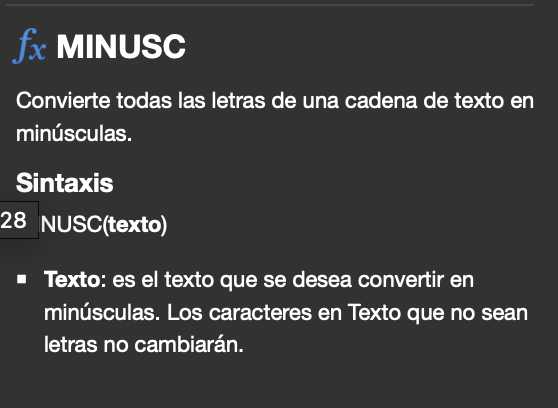 fx MINUSC
Convierte todas las letras de una cadena de texto en
minúsculas.
Sintaxis
28 NUSC(texto)
▪ Texto: es el texto que se desea convertir en
minúsculas. Los caracteres en Texto que no sean
letras no cambiarán.